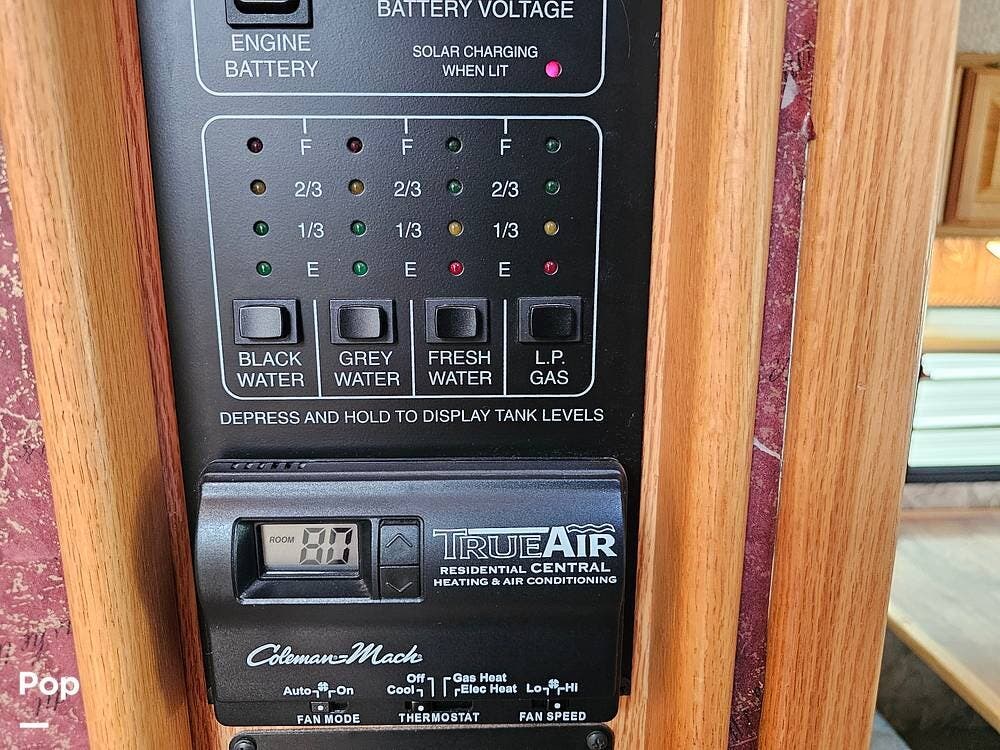 BATTERY VOLTAGE
ENGINE
BATTERY
SOLAR CHARGING
WHEN LIT
F F F
2/3 2/3 2/3
1/3 1/3 1/3
E E E
BLACK
WATER
GREY
WATER
FRESH
WATER
L.P.
GAS
DEPRESS AND HOLD TO DISPLAY TANK LEVELS
ROOM 80
TRUEAIR
RESIDENTIAL CENTRAL
HEATING & AIR CONDITIONING
Coleman-Mach
Auto On
FAN MODE
Off Gas Heat
Cool Elec Heat
THERMOSTAT
Lo HI
FAN SPEED
Pop